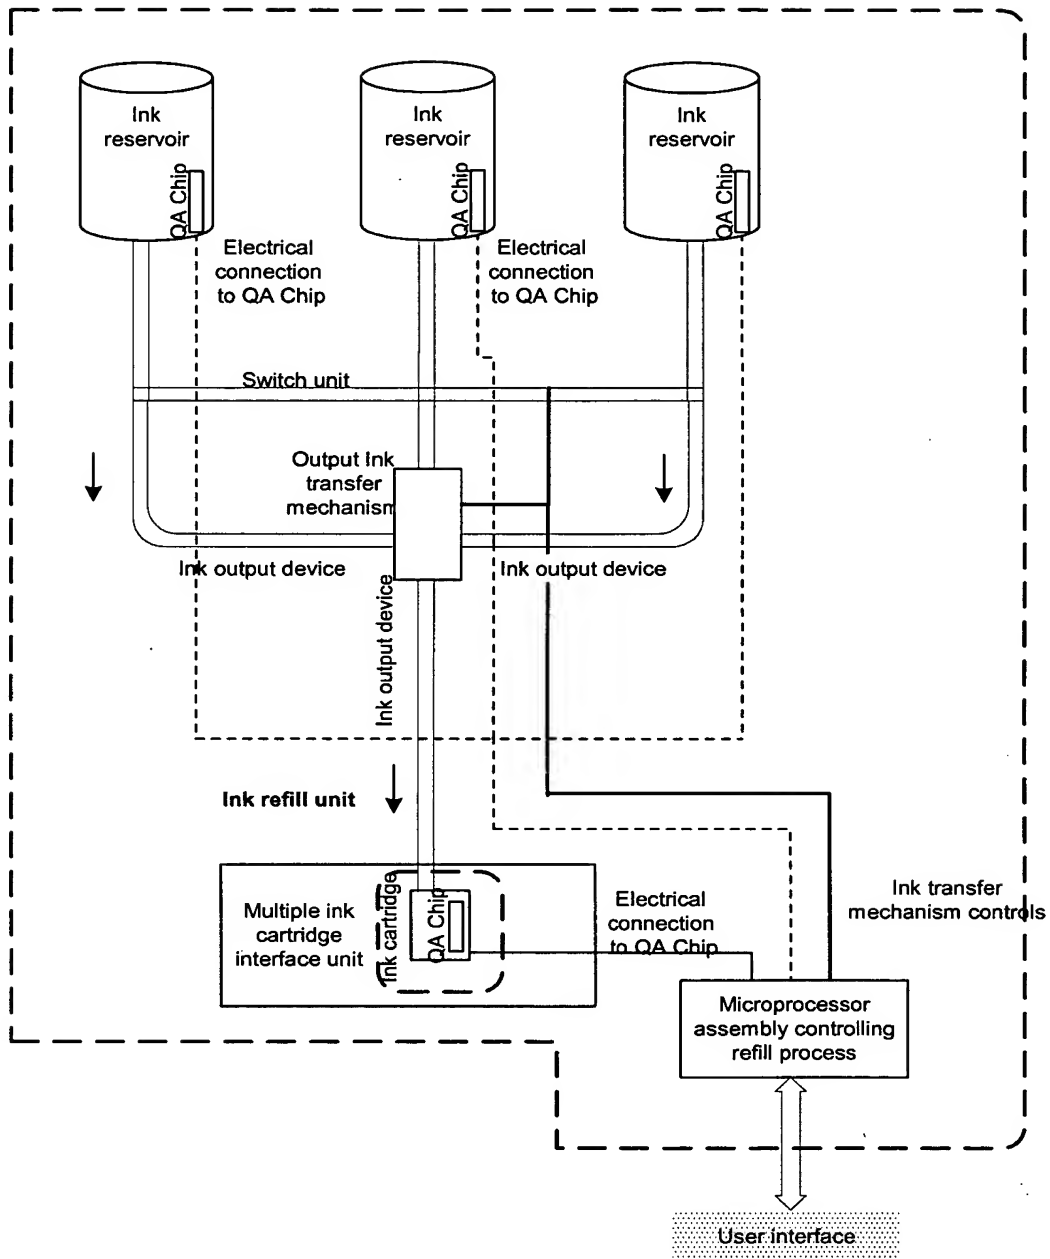 Ink
reservoir
QA Chip
Ink
reservoir
QA Chip
Ink
reservoir
QA Chip
Electrical
connection
to QA Chip
Electrical
connection
to QA Chip
Switch unit
Output Ink
transfer
mechanism
Ink output device
Ink output device
Ink output device
Ink refill unit
Multiple ink
cartridge
interface unit
Ink cartridge
QA Chip
Electrical
connection
to QA Chip
Ink transfer
mechanism controls
Microprocessor
assembly controlling
refill process
User interface